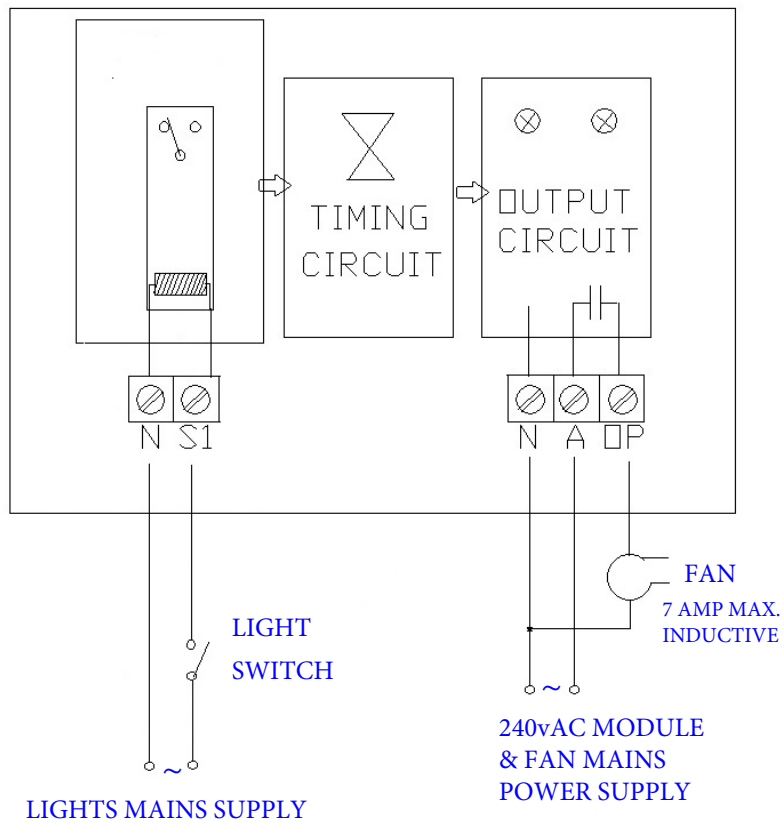 TIMING
CIRCUIT
OUTPUT
CIRCUIT
N S1
N A OP
FAN
7 AMP MAX.
INDUCTIVE
LIGHT
SWITCH
~
~
240vAC MODULE
& FAN MAINS
POWER SUPPLY
LIGHTS MAINS SUPPLY